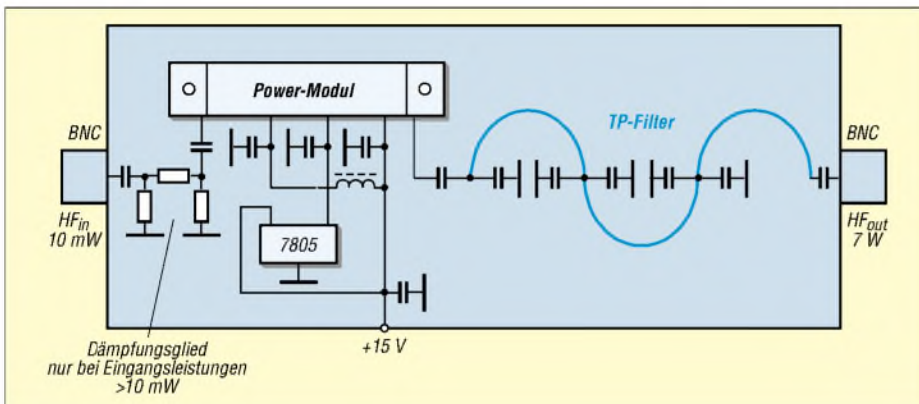 Power-Modul
TP-Filter
BNC
BNC
HFin
10 mW
HFout
7 W
7805
+15 V
Dämpfungsglied
nur bei Eingangsleistungen
>10 mW